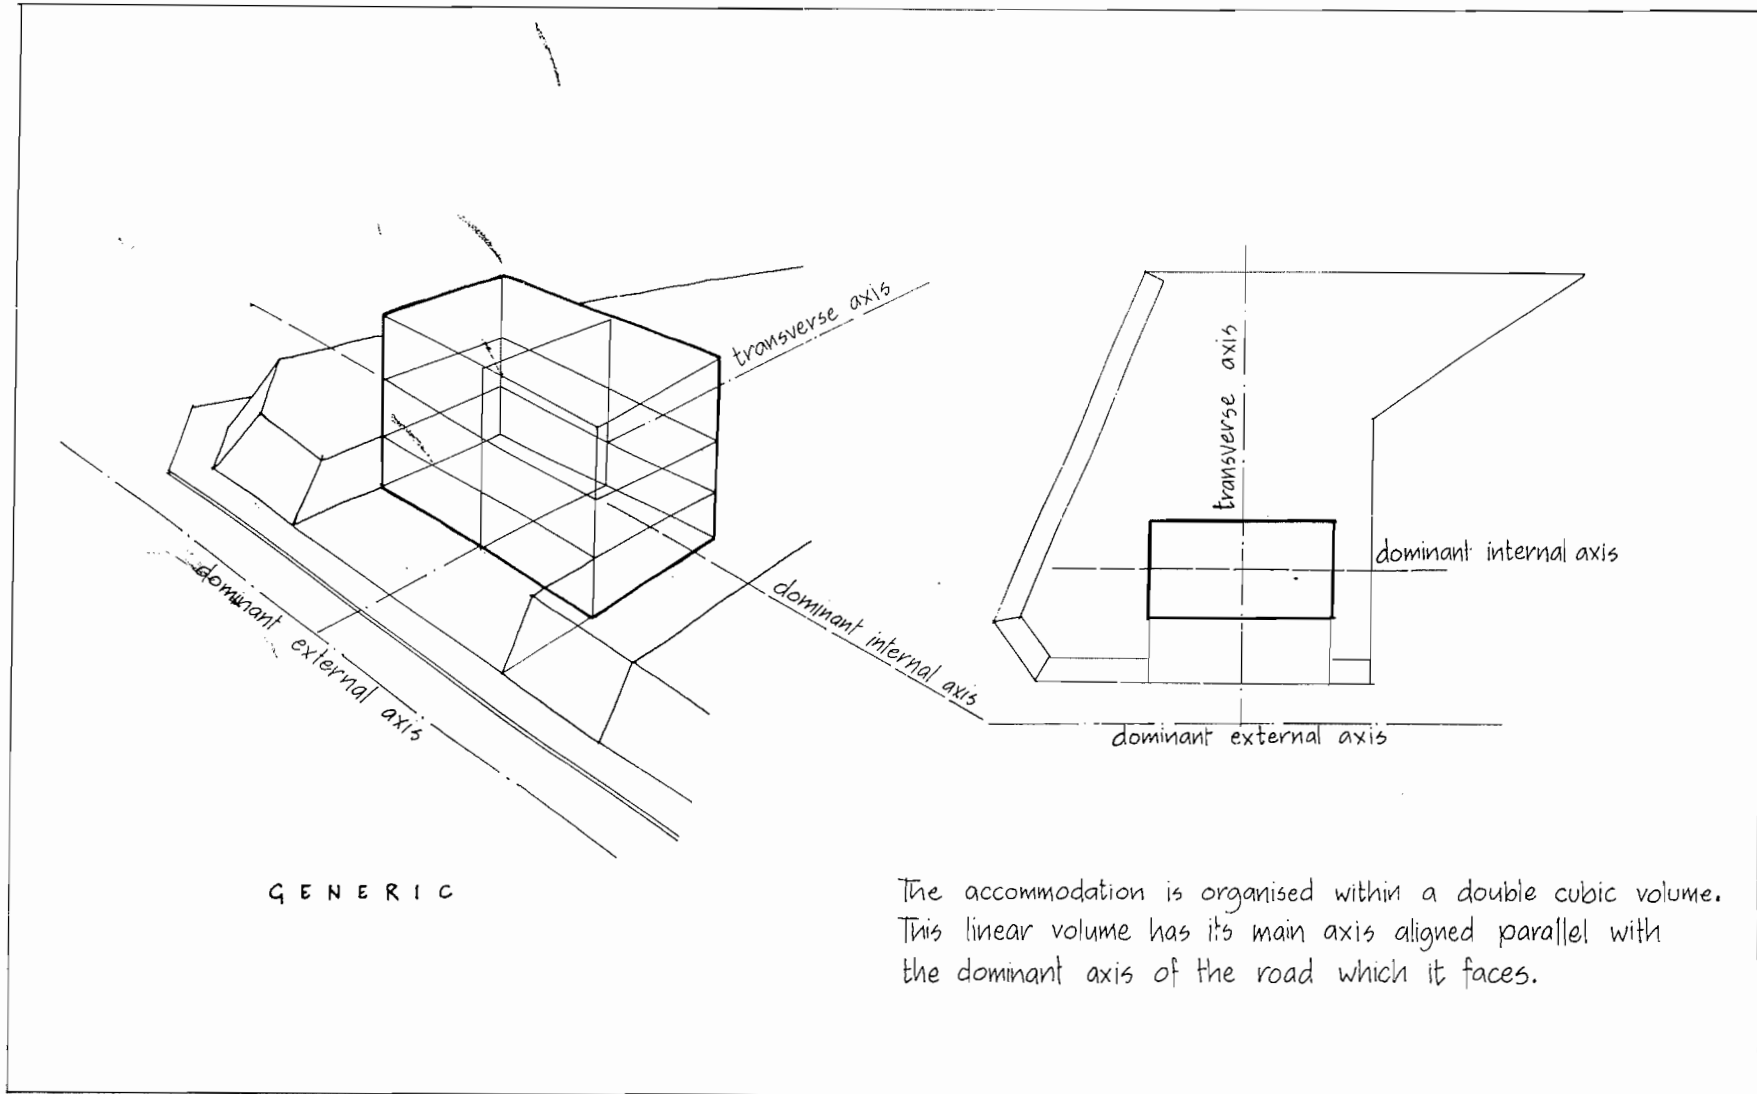 transverse axis
dominant internal axis
dominant external axis
GENERIC
transverse axis
dominant internal axis
dominant external axis
The accommodation is organised within a double cubic volume.
This linear volume has its main axis aligned parallel with
the dominant axis of the road which it faces.